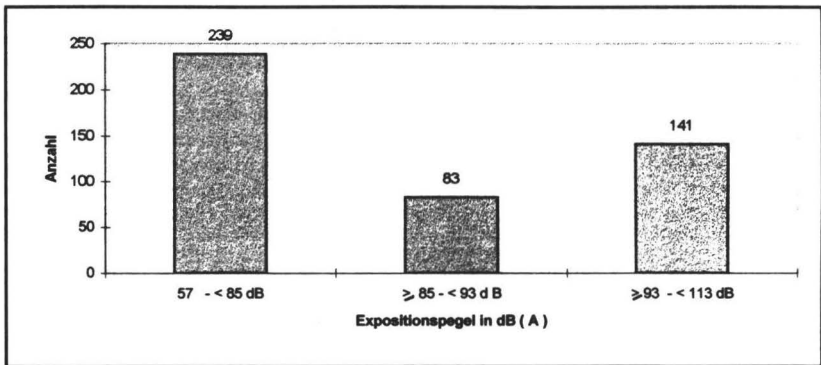 250
239
200
150
141
100
83
50
0
Anzahl
57 - < 85 dB
⩾ 85 - < 93 d B
⩾93 - < 113 dB
Expositionspegel in dB ( A )